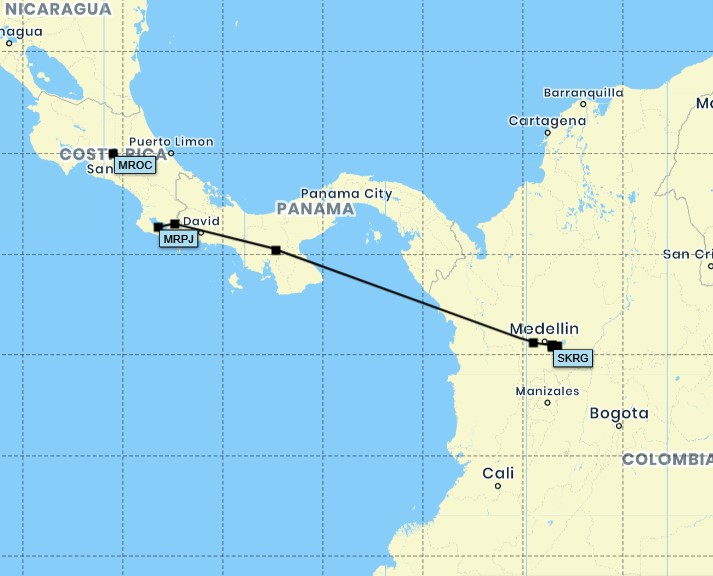 NICARAGUA
nagua
Barranquilla
Ma
Cartagena
Puerto Limon
COSTA RICA
MROC
San
Panama City
PANAMA
David
MRPJ
San Cri
Medellin
SKRG
Manizales
Bogota
COLOMBIA
Cali